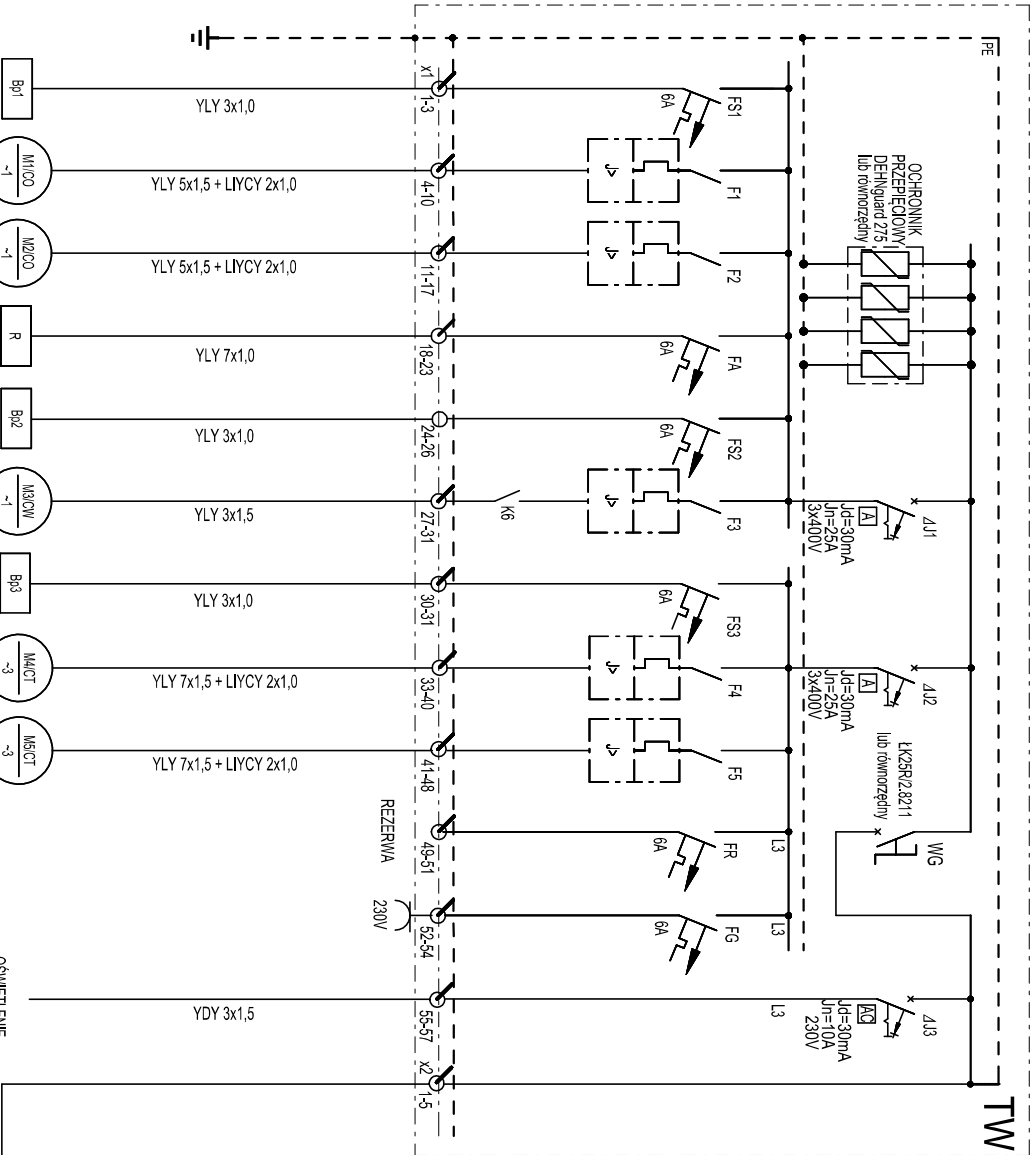 TW
PE
OCHRONNIK
PRZEPIĘCIOWY
DEHNguard 275
lub równorzędny
ΔJ1
A
Jd=30mA
Jn=25A
3x400V
ΔJ2
A
Jd=30mA
Jn=25A
3x400V
ŁK25R/2.8211
lub równorzędny
WG
ΔJ3
AC
Jd=30mA
Jn=10A
230V
L3
L3
L3
FS1
6A
F1
F2
FA
6A
FS2
6A
F3
FS3
6A
F4
F5
FR
6A
FG
6A
J>
J>
J>
J>
J>
K6
x1
1-3
4-10
11-17
18-23
24-26
27-31
30-31
33-40
41-48
49-51
52-54
55-57
x2
1-5
REZERWA
230V
YLY 3x1,0
YLY 5x1,5 + LIYCY 2x1,0
YLY 5x1,5 + LIYCY 2x1,0
YLY 7x1,0
YLY 3x1,0
YLY 3x1,5
YLY 3x1,0
YLY 7x1,5 + LIYCY 2x1,0
YLY 7x1,5 + LIYCY 2x1,0
YDY 3x1,5
Bp1
M1/CO
~1
M2/CO
~1
R
Bp2
M3/CW
~1
Bp3
M4/CT
~3
M5/CT
~3
OŚWIETLENIE